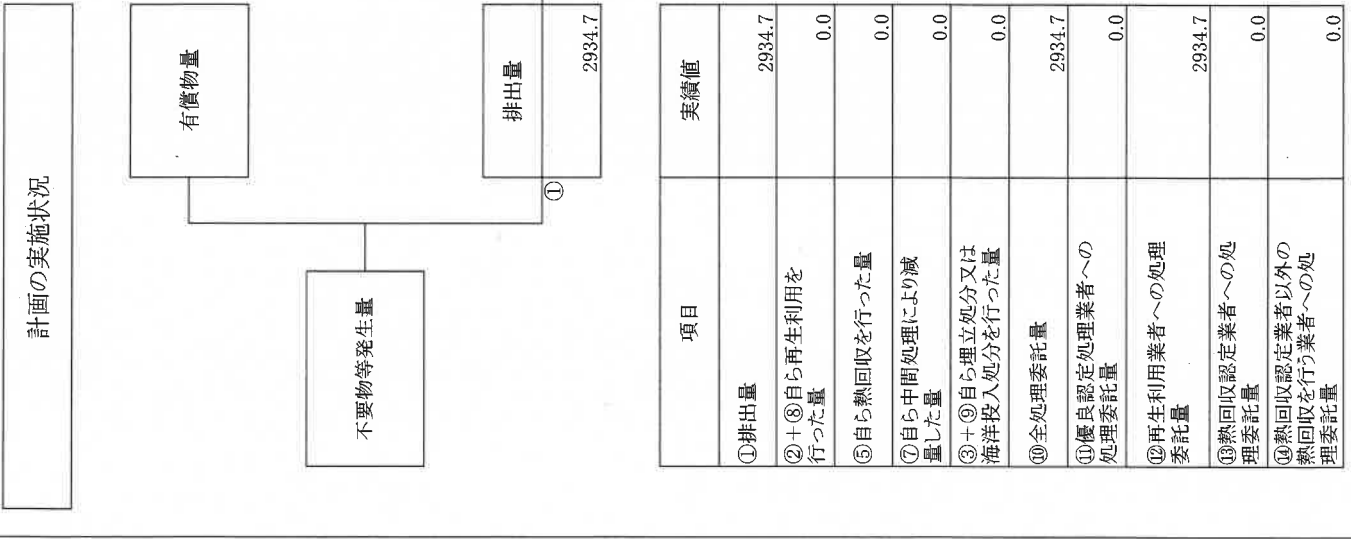 計画の実施状況
有償物量
不要物等発生量
排出量
2934.7
①
項目
実績値
①排出量
2934.7
②+⑧自ら再生利用を
行った量
0.0
⑤自ら熱回収を行った量
0.0
⑦自ら中間処理により減
量した量
0.0
③+⑨自ら埋立処分又は
海洋投入処分を行った量
0.0
⑩全処理委託量
2934.7
⑪優良認定処理業者への
処理委託量
0.0
⑫再生利用業者への処理
委託量
2934.7
⑬熱回収認定業者への処
理委託量
0.0
⑭熱回収認定業者以外の
熱回収を行う業者への処
理委託量
0.0